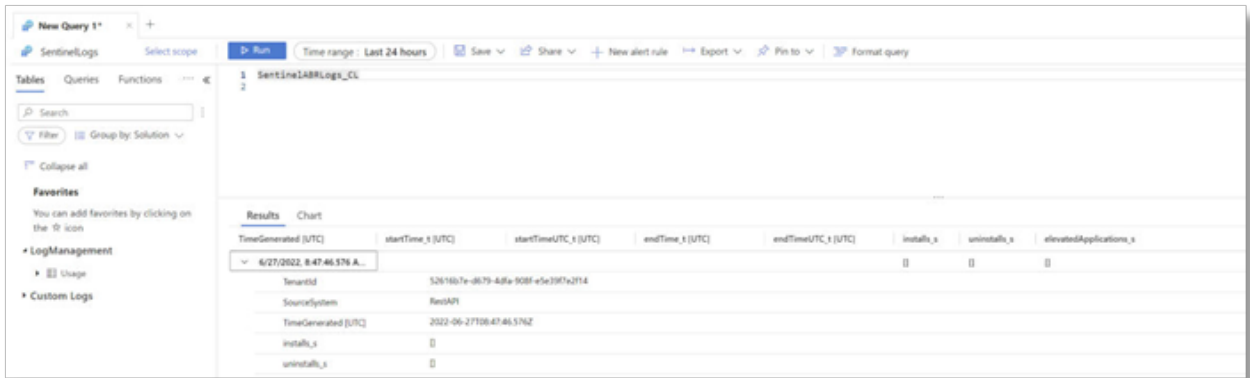 New Query 1* × +
SentinelLogs Select scope Run Time range : Last 24 hours Save Share New alert rule Export Pin to Format query
Tables Queries Functions ... «
1 SentinelABRLogs_CL
2
Search
Filter Group by: Solution
Collapse all
Favorites
You can add favorites by clicking on
the ☆ icon
LogManagement
Usage
Custom Logs
Results Chart
TimeGenerated [UTC] startTime_t [UTC] startTimeUTC_t [UTC] endTime_t [UTC] endTimeUTC_t [UTC] installs_s uninstalls_s elevatedApplications_s
6/27/2022, 8:47:46.576 A... [] [] []
TenantId 52616b7e-d679-4dfa-908f-e5e39f7e2f14
SourceSystem RestAPI
TimeGenerated [UTC] 2022-06-27T08:47:46.576Z
installs_s []
uninstalls_s []